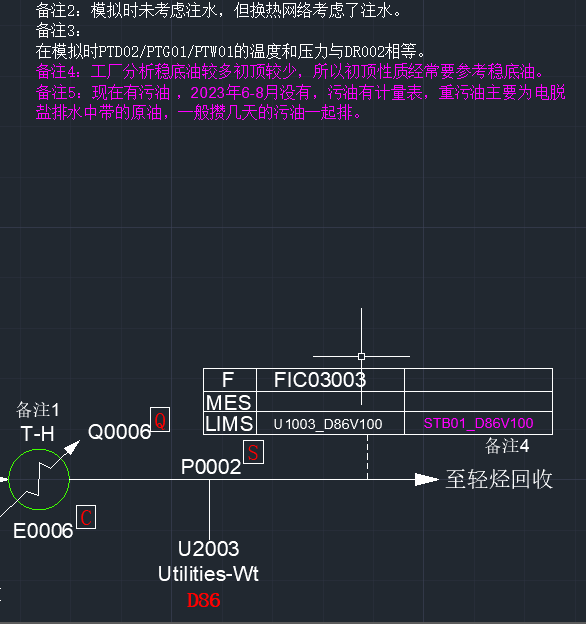 备注2：模拟时未考虑注水，但换热网络考虑了注水。
备注3：
在模拟时PTD02/PTG01/PTW01的温度和压力与DR002相等。
备注4：工厂分析稳底油较多初顶较少，所以初顶性质经常要参考稳底油。
备注5：现在有污油 ，2023年6-8月没有，污油有计量表，重污油主要为电脱
盐排水中带的原油，一般攒几天的污油一起排。
F FIC03003
MES
LIMS U1003_D86V100 STB01_D86V100
备注4
备注1
T-H
Q0006 Q
S
P0002
至轻烃回收
C
E0006
U2003
Utilities-Wt
D86